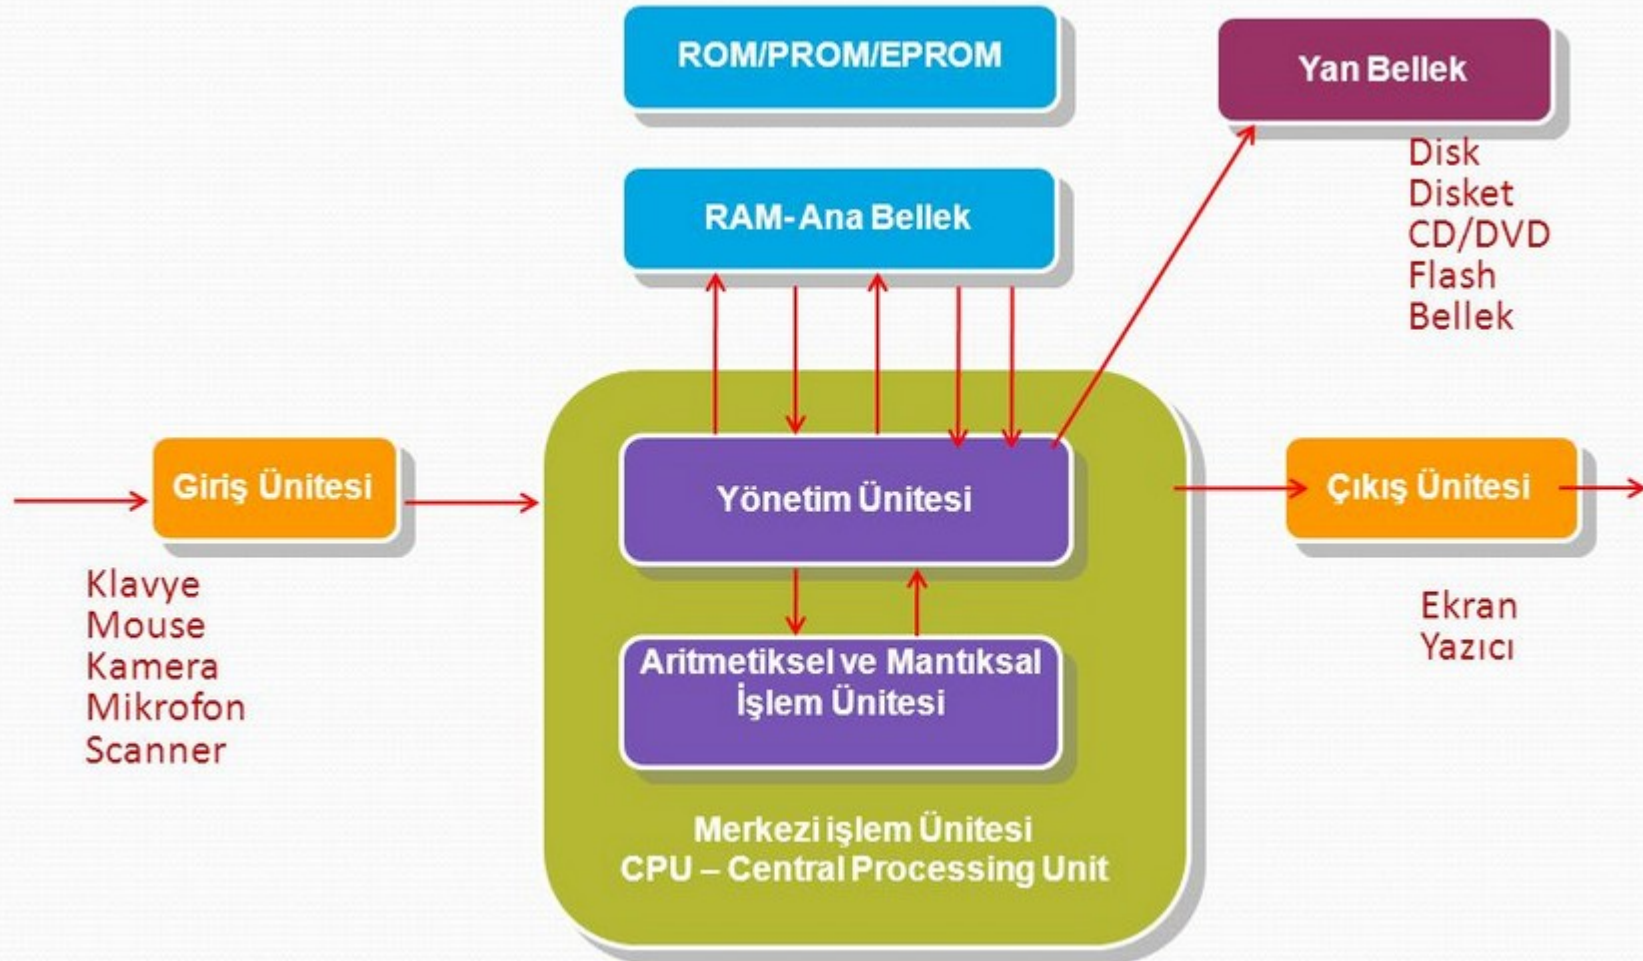 ROM/PROM/EPROM
Yan Bellek
Disk
Disket
CD/DVD
Flash
Bellek
RAM-Ana Bellek
Giriş Ünitesi
Klavye
Mouse
Kamera
Mikrofon
Scanner
Yönetim Ünitesi
Aritmetiksel ve Mantıksal
İşlem Ünitesi
Merkezi işlem Ünitesi
CPU – Central Processing Unit
Çıkış Ünitesi
Ekran
Yazıcı